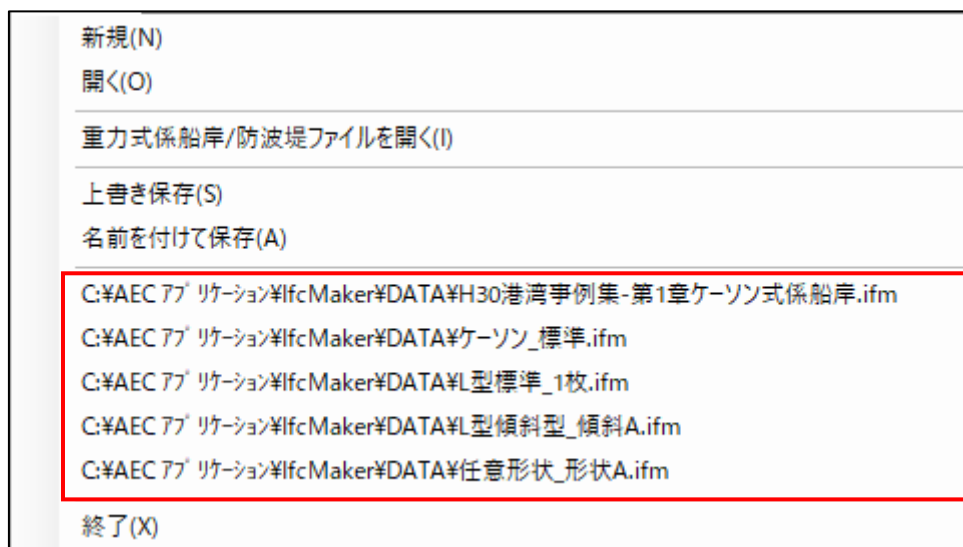 新規(N)
開く(O)
重力式係船岸/防波堤ファイルを開く(I)
上書き保存(S)
名前を付けて保存(A)
C:¥AEC ｱﾌﾟﾘｹｰｼｮﾝ¥IfcMaker¥DATA¥H30港湾事例集-第1章ケーソン式係船岸.ifm
C:¥AEC ｱﾌﾟﾘｹｰｼｮﾝ¥IfcMaker¥DATA¥ケーソン_標準.ifm
C:¥AEC ｱﾌﾟﾘｹｰｼｮﾝ¥IfcMaker¥DATA¥L型標準_1枚.ifm
C:¥AEC ｱﾌﾟﾘｹｰｼｮﾝ¥IfcMaker¥DATA¥L型傾斜型_傾斜A.ifm
C:¥AEC ｱﾌﾟﾘｹｰｼｮﾝ¥IfcMaker¥DATA¥任意形状_形状A.ifm
終了(X)